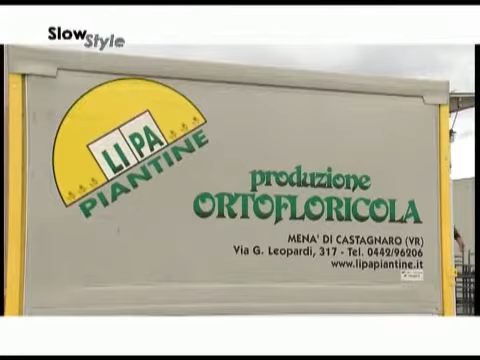 Slow
Style
LI PA
PIANTINE
produzione
ORTOFLORICOLA
MENA' DI CASTAGNARO (VR)
Via G. Leopardi, 317 - Tel. 0442/96206
www.lipapiantine.it